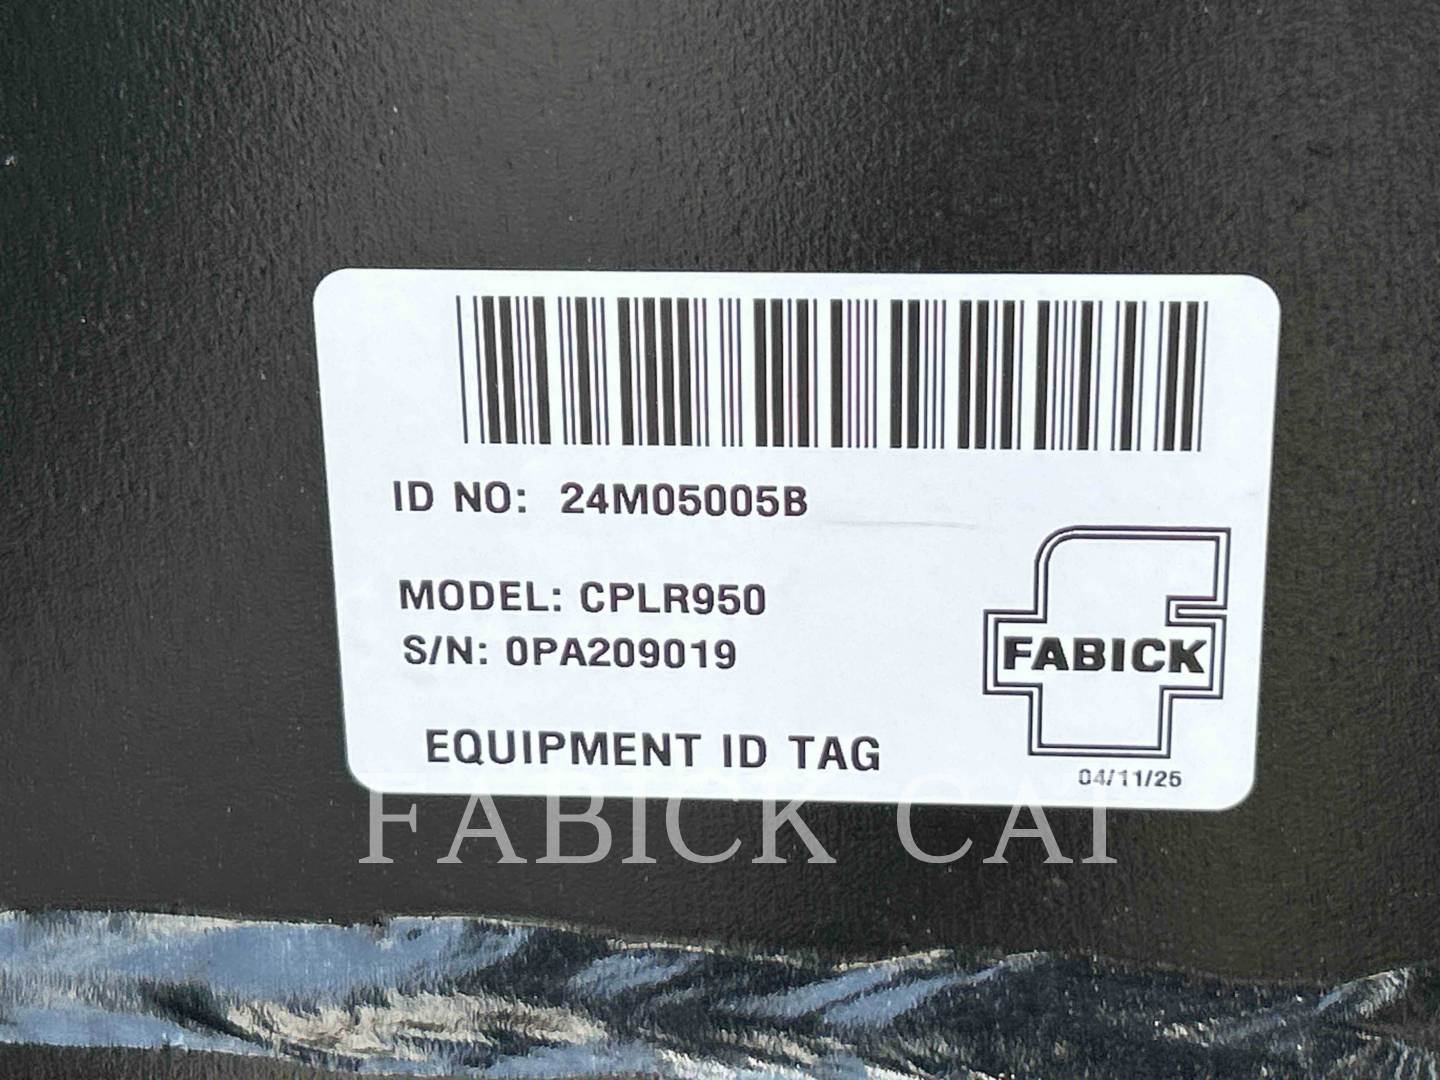 ID NO: 24M05005B
MODEL: CPLR950
S/N: 0PA209019
FABICK
EQUIPMENT ID TAG
04/11/25
FABICK CAT